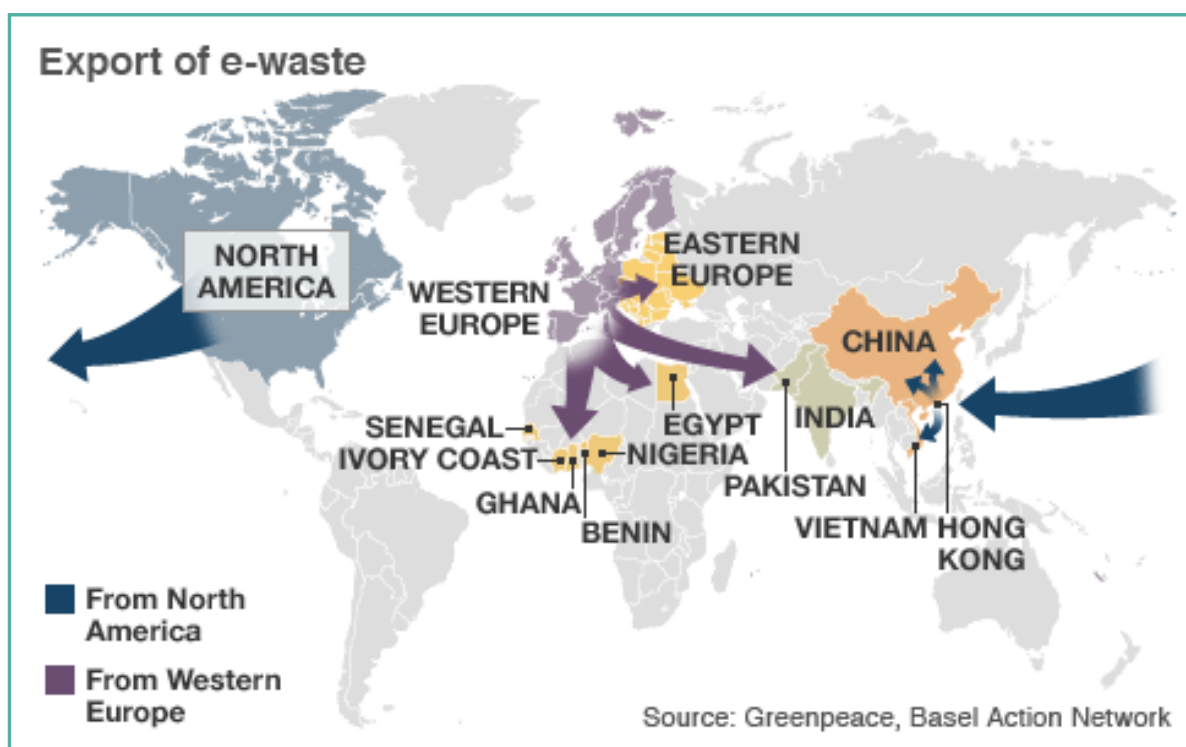 Export of e-waste
NORTH
AMERICA
WESTERN
EUROPE
EASTERN
EUROPE
CHINA
INDIA
SENEGAL
IVORY COAST
GHANA
BENIN
EGYPT
NIGERIA
PAKISTAN
VIETNAM
HONG
KONG
From North
America
From Western
Europe
Source: Greenpeace, Basel Action Network